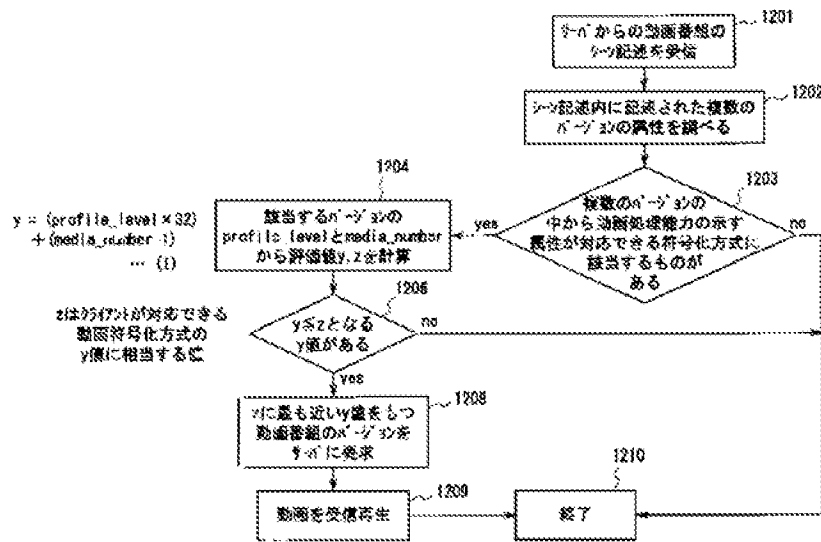 1201
サーバからの動画番組の
シーン記述を受信
1202
シーン記述内に記述された複数の
バージョンの属性を調べる
1203
複数のバージョンの
中から動画処理能力の示す
属性が対応できる符号化方式に
該当するものが
ある
yes
no
1204
該当するバージョンの
profile_levelとmedia_number
から評価値y,zを計算
y = (profile_level×32)
+(media_number-1)
… (1)
1206
y≦zとなる
y値がある
no
yes
zはクライアントが対応できる
動画符号化方式の
y値に相当する値
1208
zに最も近いy値をもつ
動画番組のバージョンを
サーバに要求
1209
動画を受信再生
1210
終了